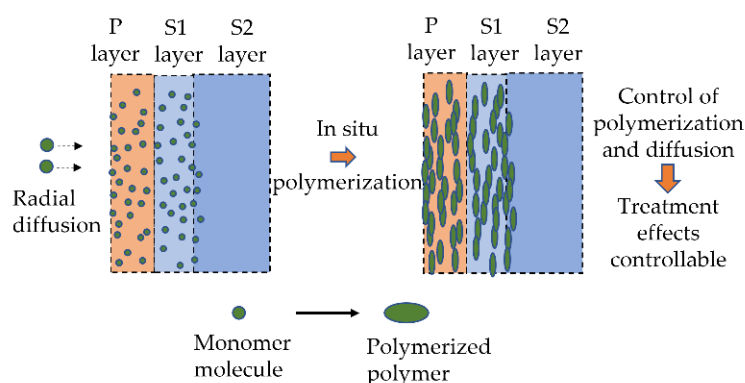 P
layer
S1
layer
S2
layer
Radial
diffusion
In situ
polymerization
P
layer
S1
layer
S2
layer
Control of
polymerization
and diffusion
Treatment
effects
controllable
Monomer
molecule
Polymerized
polymer